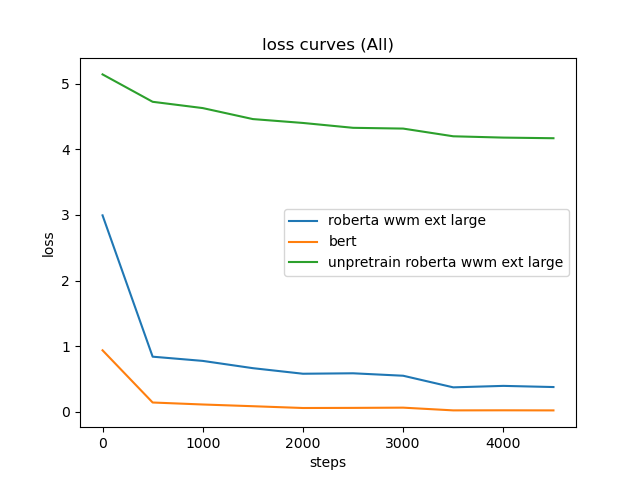 loss curves (All)
5
4
3
2
1
0
loss
roberta wwm ext large
bert
unpretrain roberta wwm ext large
0 1000 2000 3000 4000
steps